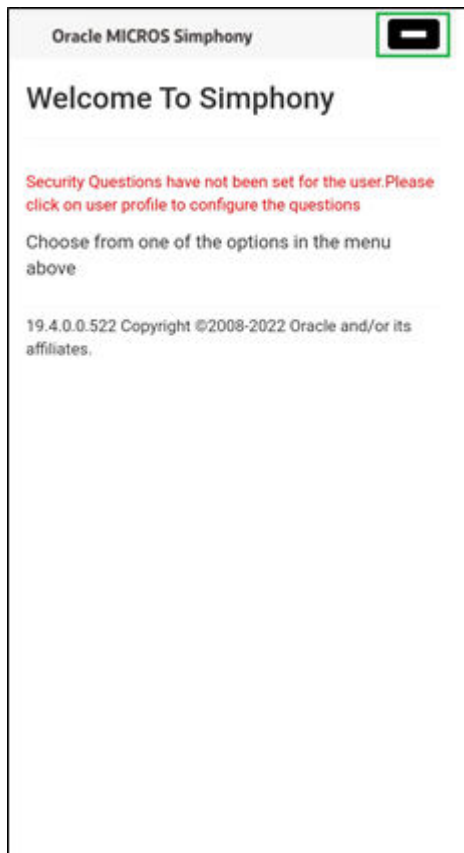 Oracle MICROS Simphony
Welcome To Simphony
Security Questions have not been set for the user.Please
click on user profile to configure the questions
Choose from one of the options in the menu
above
19.4.0.0.522 Copyright ©2008-2022 Oracle and/or its
affiliates.